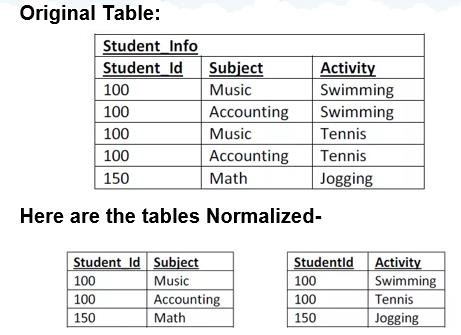 Original Table:
Student_Info
Student_Id Subject Activity
100 Music Swimming
100 Accounting Swimming
100 Music Tennis
100 Accounting Tennis
150 Math Jogging
Here are the tables Normalized-
Student_Id Subject StudentId Activity
100 Music 100 Swimming
100 Accounting 100 Tennis
150 Math 150 Jogging